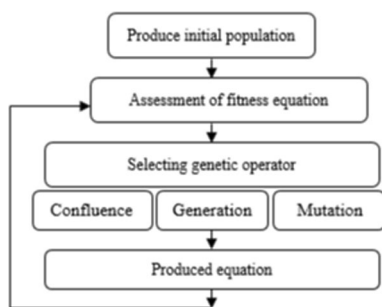 Produce initial population
Assessment of fitness equation
Selecting genetic operator
Confluence Generation Mutation
Produced equation